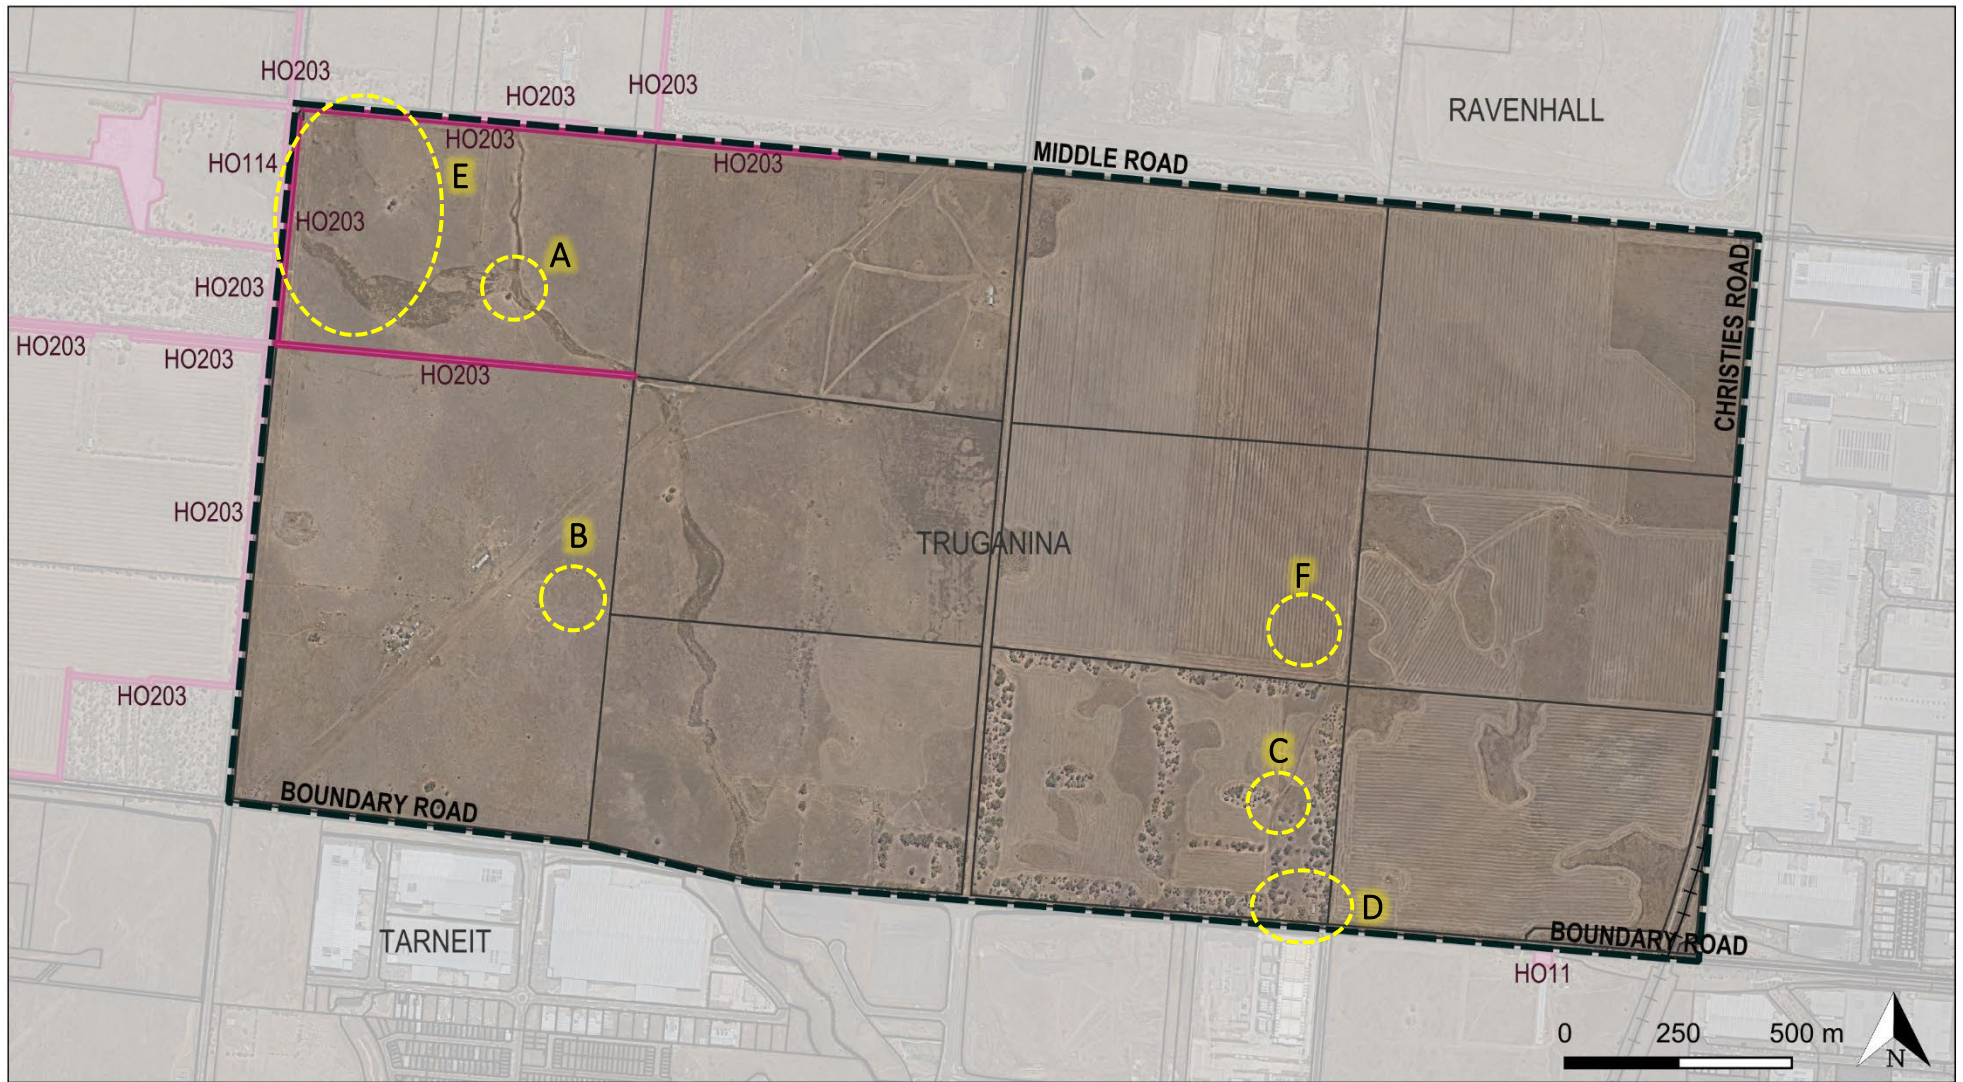 HO203
HO203
HO203
RAVENHALL
HO203
MIDDLE ROAD
HO114
HO203
E
HO203
A
CHRISTIES ROAD
HO203
HO203
HO203
HO203
HO203
B
TRUGANINA
F
HO203
C
BOUNDARY ROAD
D
TARNEIT
BOUNDARY ROAD
HO11
0 250 500 m
N